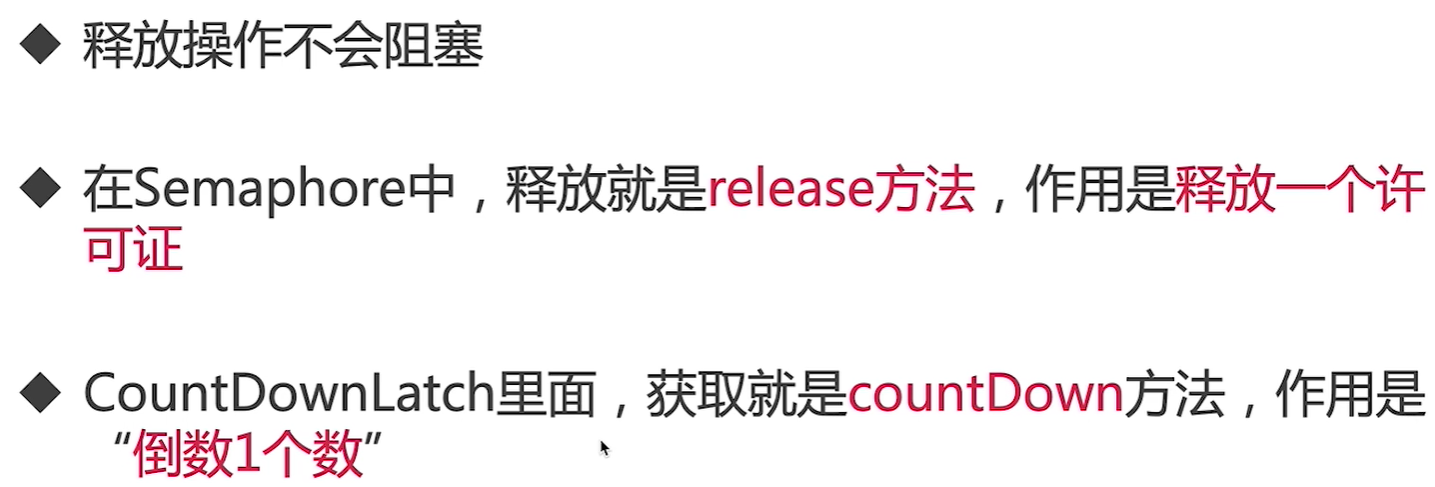 ◆ 释放操作不会阻塞
◆ 在Semaphore中，释放就是release方法，作用是释放一个许
可证
◆ CountDownLatch里面，获取就是countDown方法，作用是
“倒数1个数”